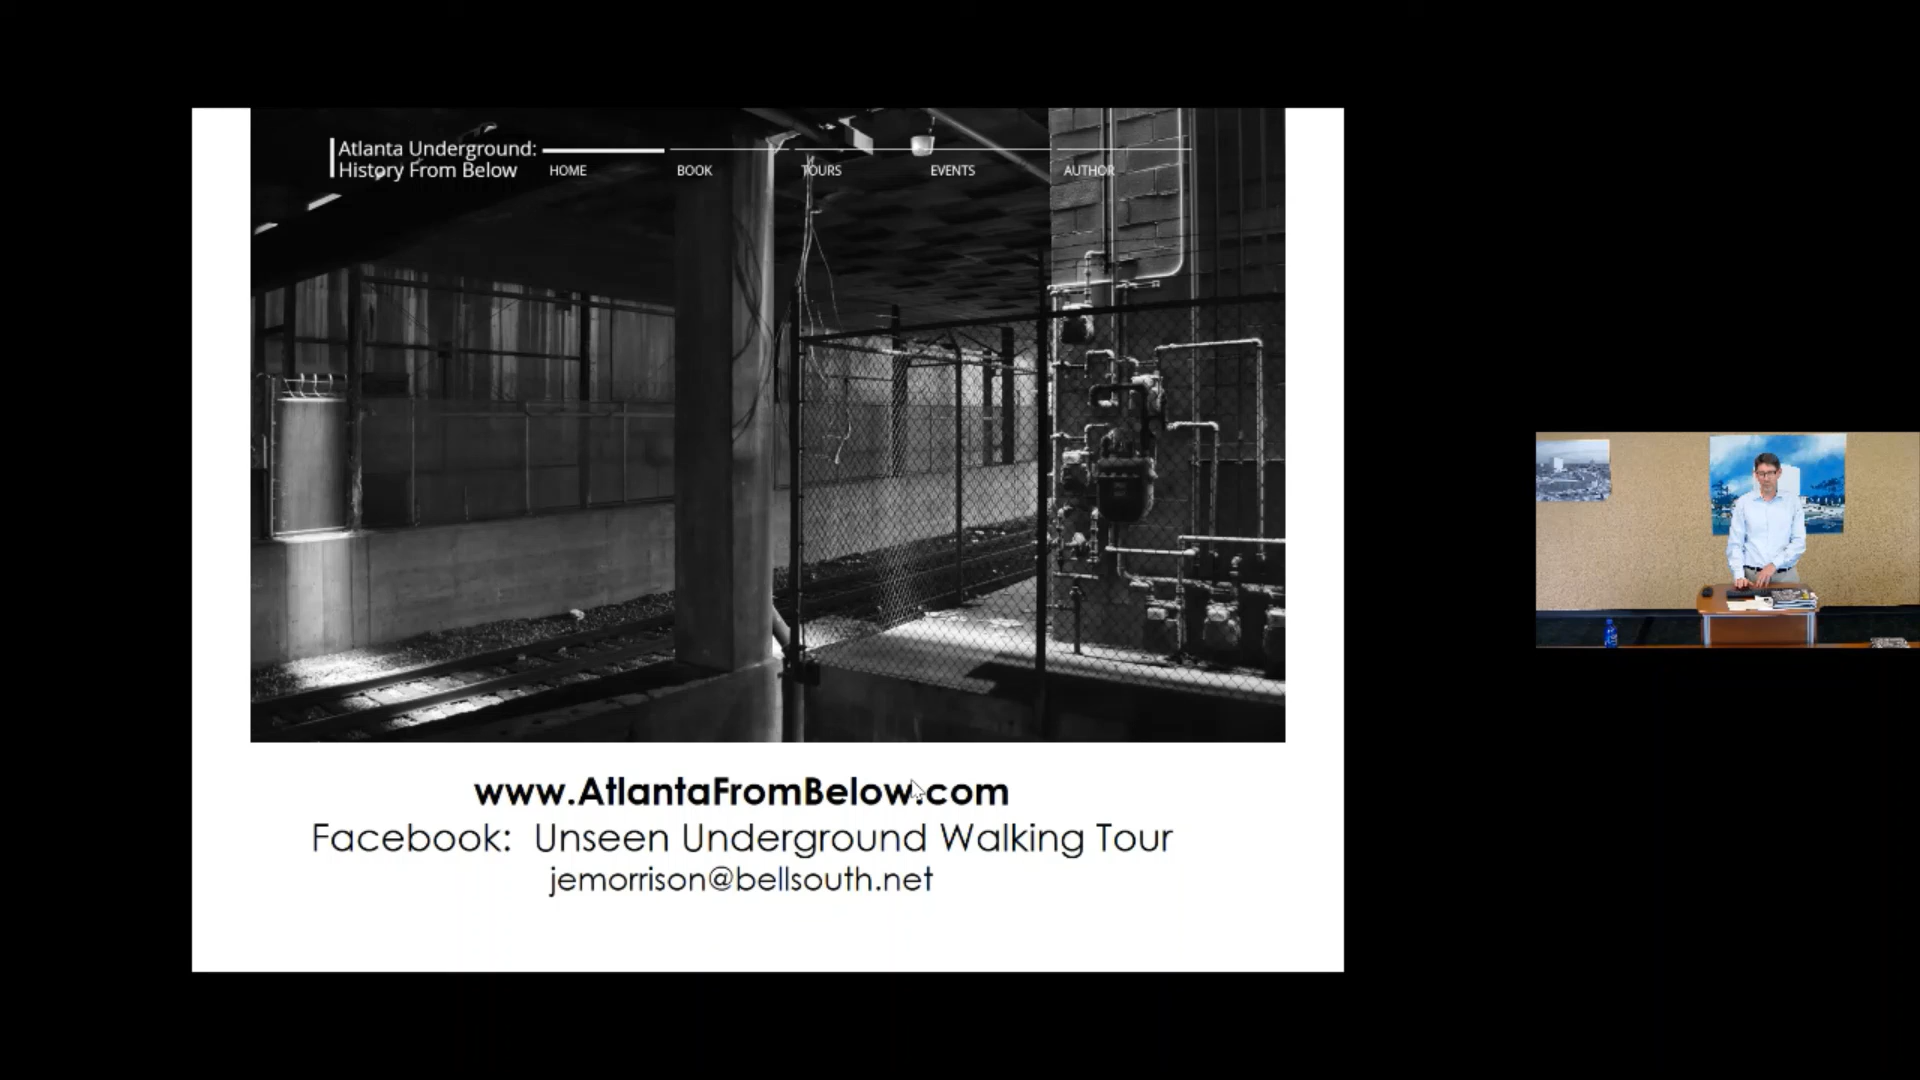 Atlanta Underground:
History From Below
HOME
BOOK
TOURS
EVENTS
AUTHOR
www.AtlantaFromBelow.com
Facebook: Unseen Underground Walking Tour
jemorrison@bellsouth.net